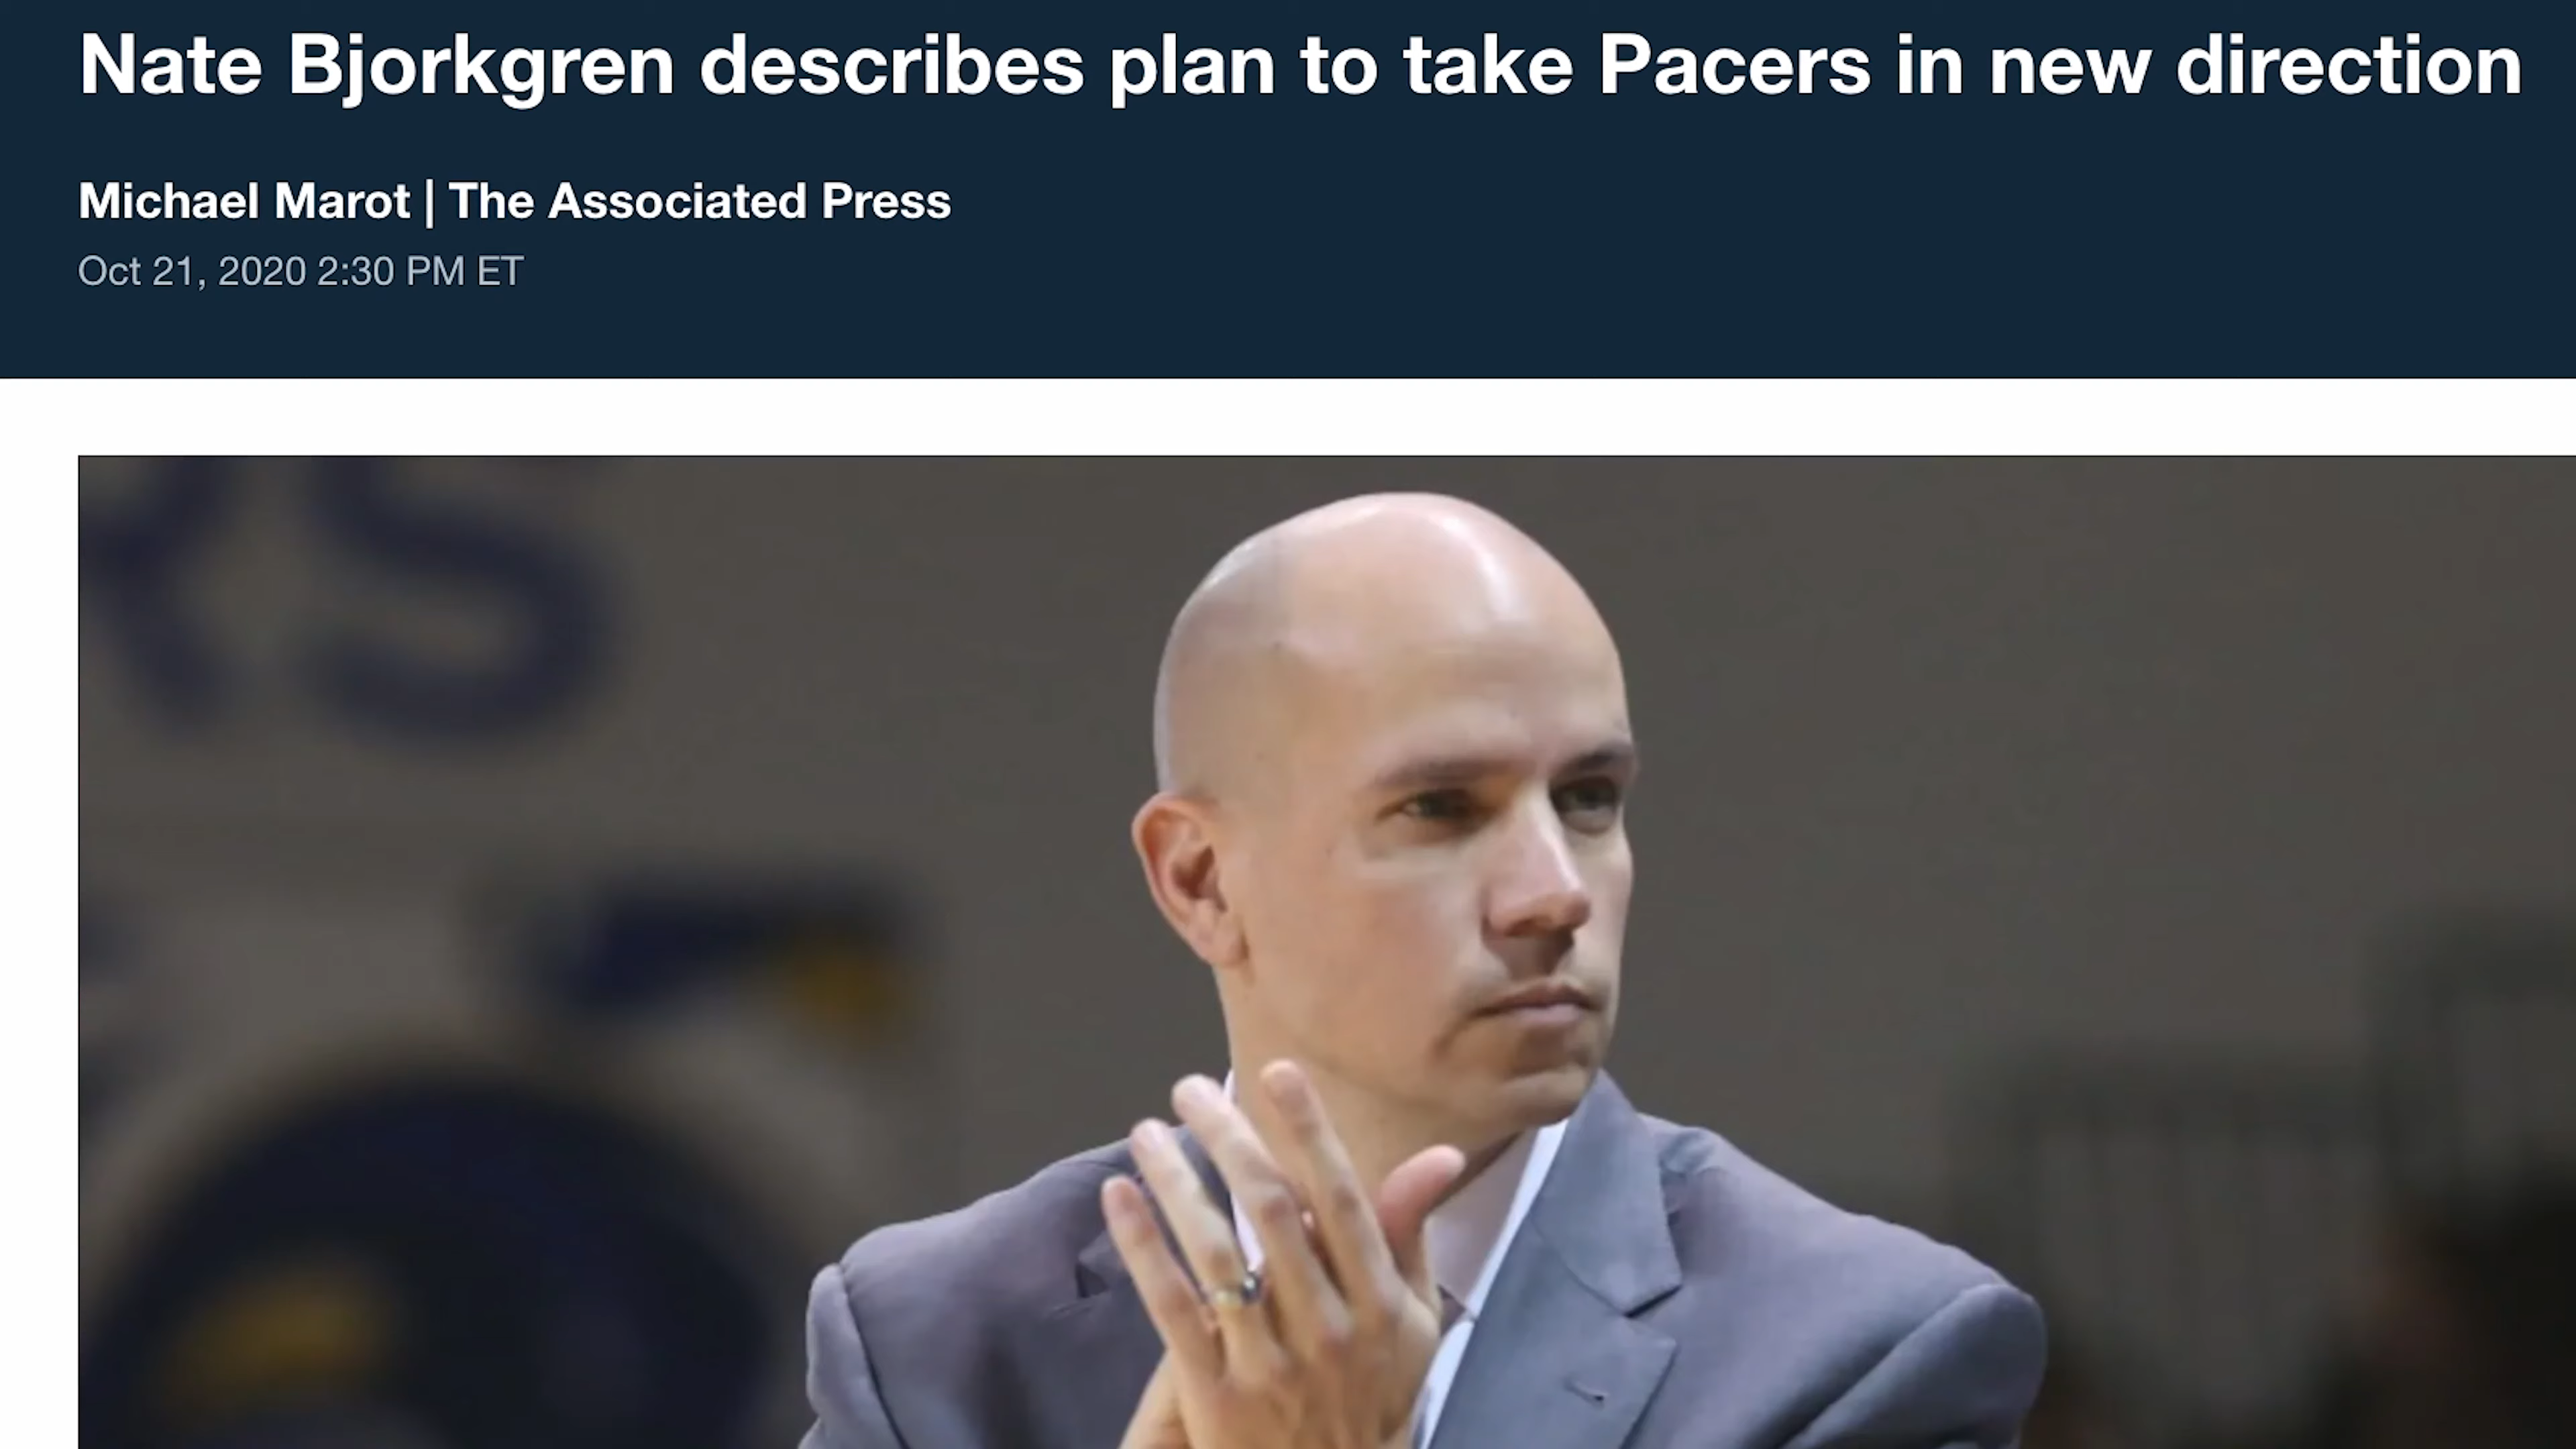 Nate Bjorkgren describes plan to take Pacers in new direction
Michael Marot | The Associated Press
Oct 21, 2020 2:30 PM ET